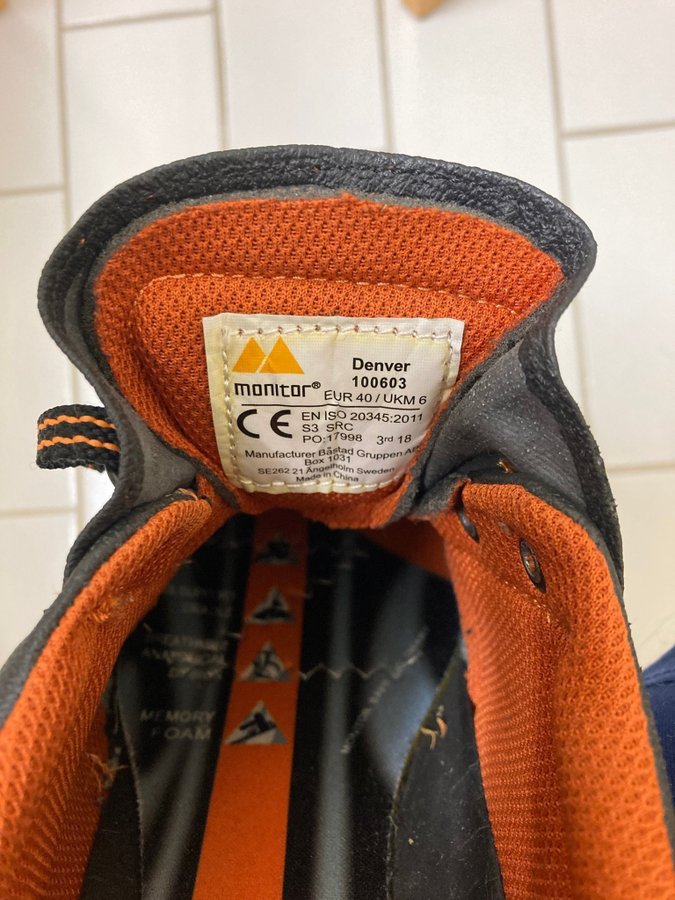 monitor®
Denver
100603
EUR 40 / UKM 6
CE
EN ISO 20345:2011
S3 SRC
PO:17998 3rd 18
Manufacturer Båstad Gruppen
Box 1031
SE262 21 Ängelholm Sweden
Made in China
MEMORY
FOAM